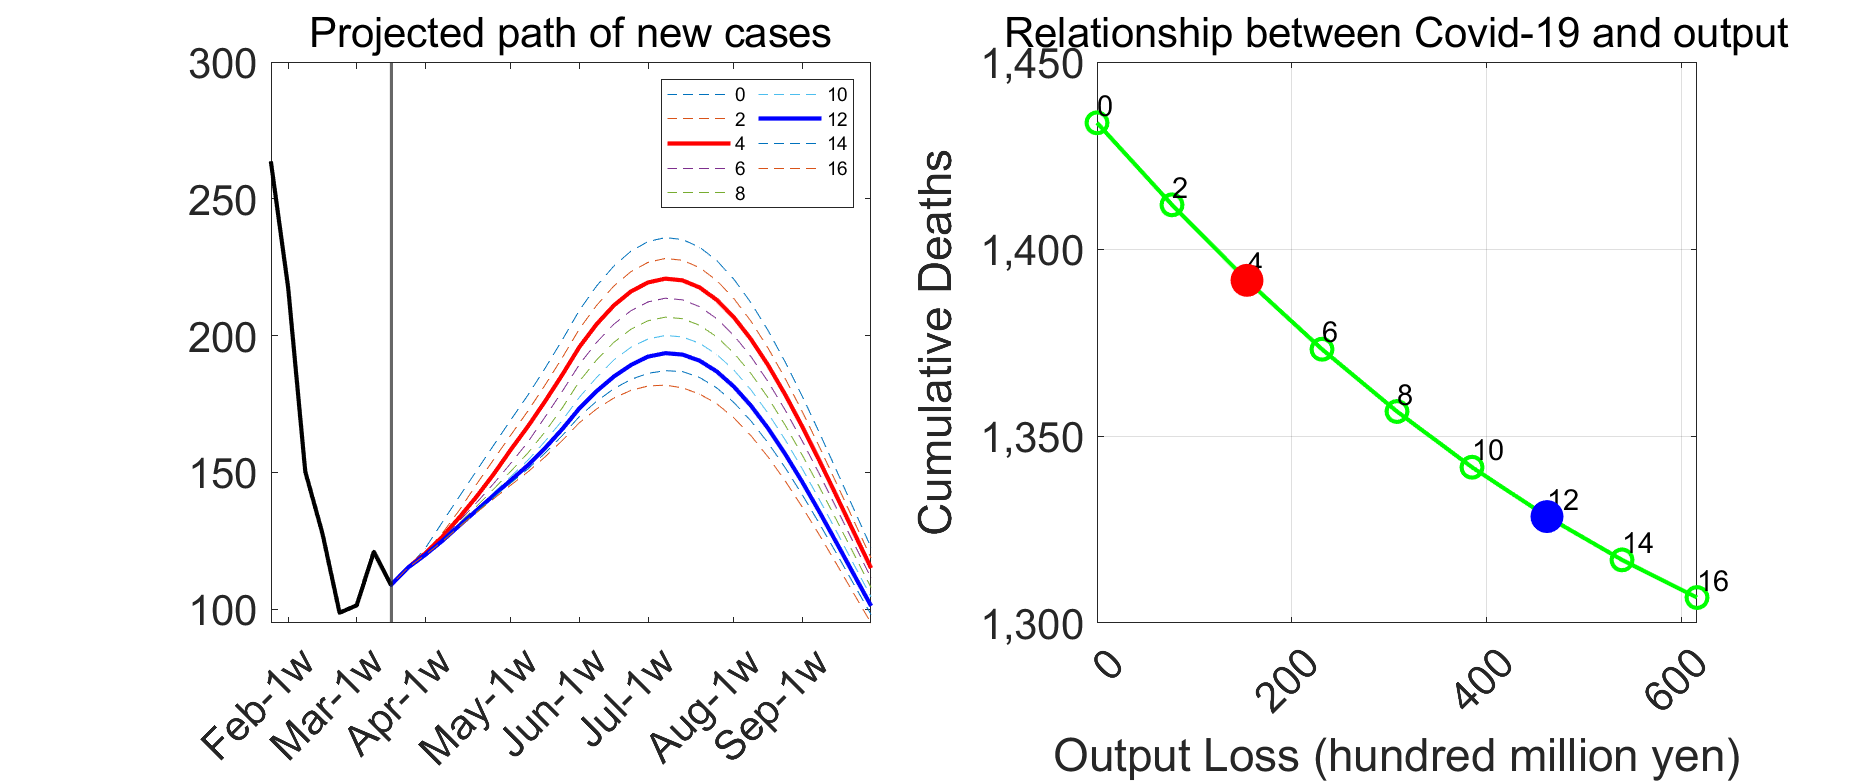 Projected path of new cases
300
250
200
150
100
0
2
4
6
8
10
12
14
16
Feb-1w
Mar-1w
Apr-1w
May-1w
Jun-1w
Jul-1w
Aug-1w
Sep-1w
Relationship between Covid-19 and output
Cumulative Deaths
1,450
1,400
1,350
1,300
0
2
4
6
8
10
12
14
16
0
200
400
600
Output Loss (hundred million yen)